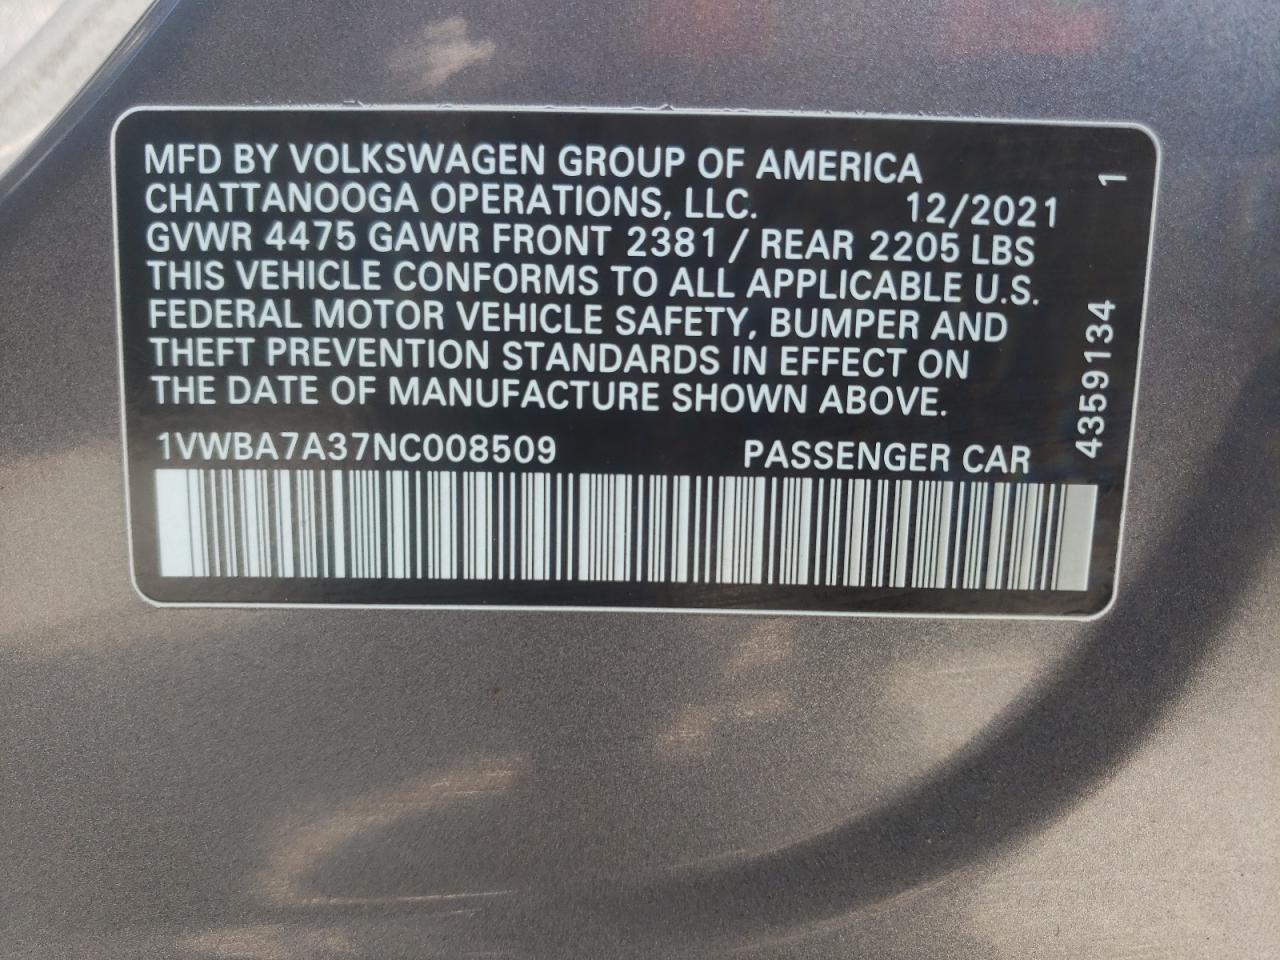 MFD BY VOLKSWAGEN GROUP OF AMERICA
CHATTANOOGA OPERATIONS, LLC. 12/2021
GVWR 4475 GAWR FRONT 2381 / REAR 2205 LBS
THIS VEHICLE CONFORMS TO ALL APPLICABLE U.S.
FEDERAL MOTOR VEHICLE SAFETY, BUMPER AND
THEFT PREVENTION STANDARDS IN EFFECT ON
THE DATE OF MANUFACTURE SHOWN ABOVE.
1VWBA7A37NC008509 PASSENGER CAR
4359134 1